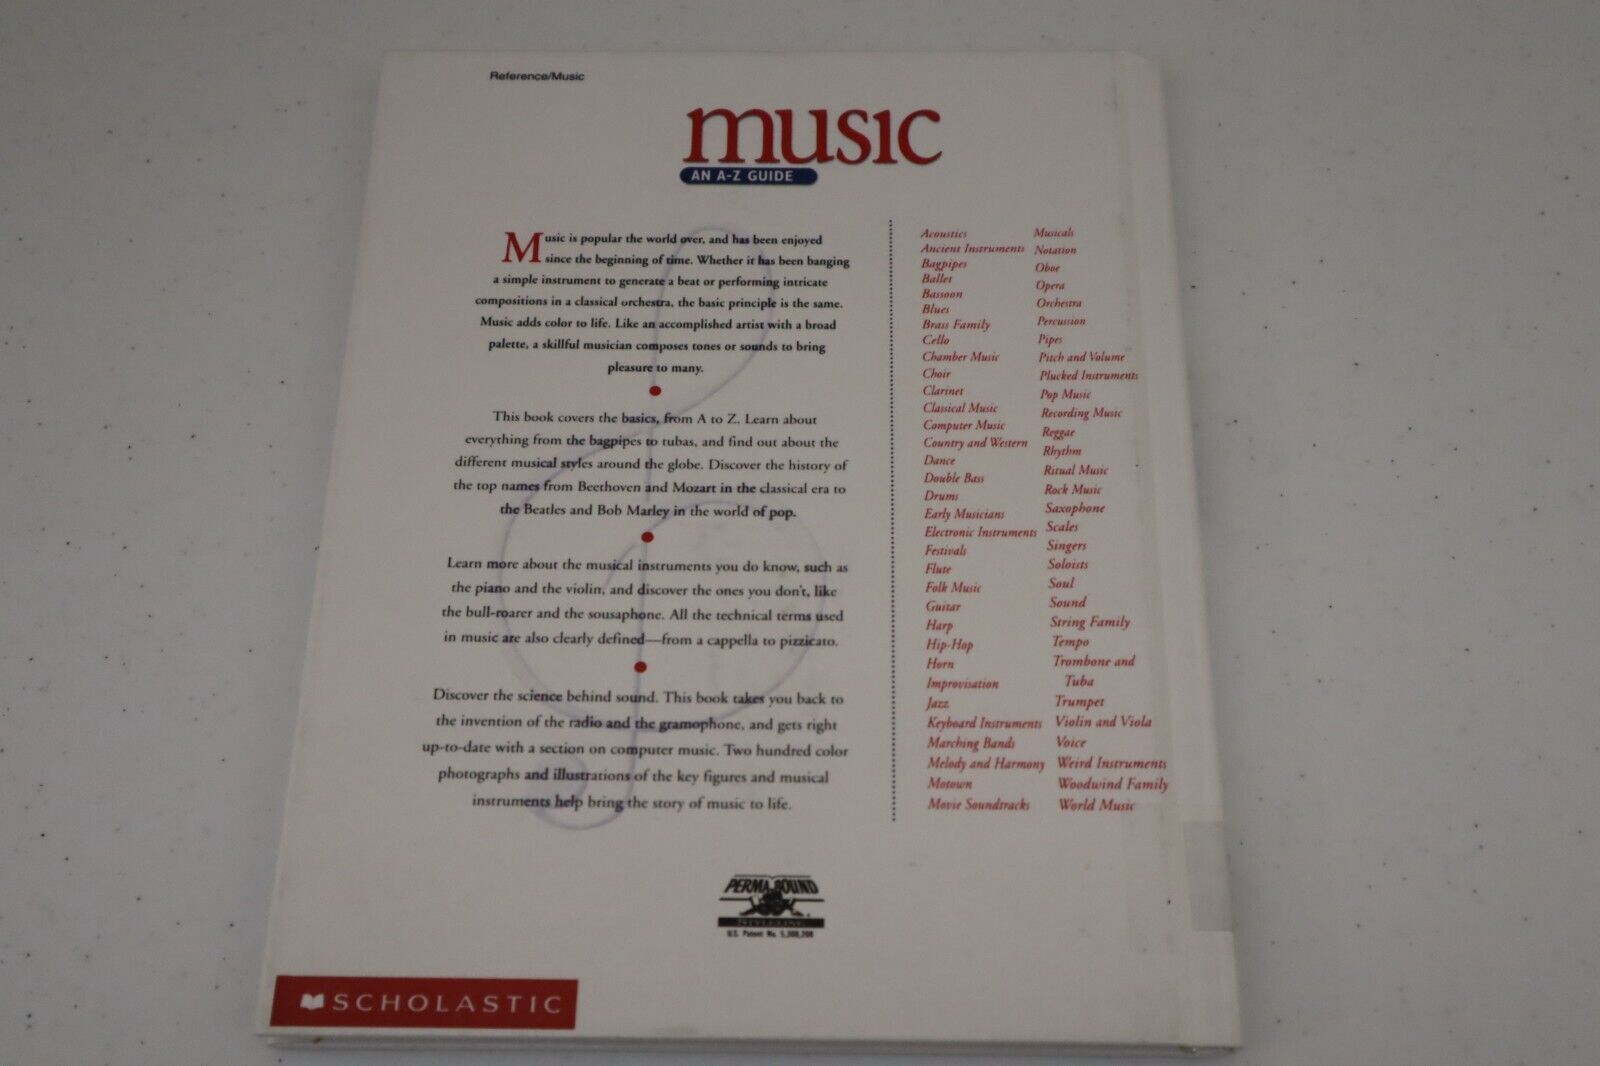 Reference/Music
music
AN A-Z GUIDE
Music is popular the world over, and has been enjoyed
since the beginning of time. Whether it has been banging
a simple instrument to generate a beat or performing intricate
compositions in a classical orchestra, the basic principle is the same.
Music adds color to life. Like an accomplished artist with a broad
palette, a skillful musician composes tones or sounds to bring
pleasure to many.
This book covers the basics, from A to Z. Learn about
everything from the bagpipes to tubas, and find out about the
different musical styles around the globe. Discover the history of
the top names from Beethoven and Mozart in the classical era to
the Beatles and Bob Marley in the world of pop.
Learn more about the musical instruments you do know, such as
the piano and the violin, and discover the ones you don't, like
the bull-roarer and the sousaphone. All the technical terms used
in music are also clearly defined—from a cappella to pizzicato.
Discover the science behind sound. This book takes you back to
the invention of the radio and the gramophone, and gets right
up-to-date with a section on computer music. Two hundred color
photographs and illustrations of the key figures and musical
instruments help bring the story of music to life.
Acoustics
Ancient Instruments
Bagpipes
Ballet
Bassoon
Blues
Brass Family
Cello
Chamber Music
Choir
Clarinet
Classical Music
Computer Music
Country and Western
Dance
Double Bass
Drums
Early Musicians
Electronic Instruments
Festivals
Flute
Folk Music
Guitar
Harp
Hip-Hop
Horn
Improvisation
Jazz
Keyboard Instruments
Marching Bands
Melody and Harmony
Motown
Movie Soundtracks
Musicals
Notation
Oboe
Opera
Orchestra
Percussion
Pipes
Pitch and Volume
Plucked Instruments
Pop Music
Recording Music
Reggae
Rhythm
Ritual Music
Rock Music
Saxophone
Scales
Singers
Soloists
Soul
Sound
String Family
Tempo
Trombone and
Tuba
Trumpet
Violin and Viola
Voice
Weird Instruments
Woodwind Family
World Music
PERMA BOUND
U.S. Patent No. 5,388,208
SCHOLASTIC